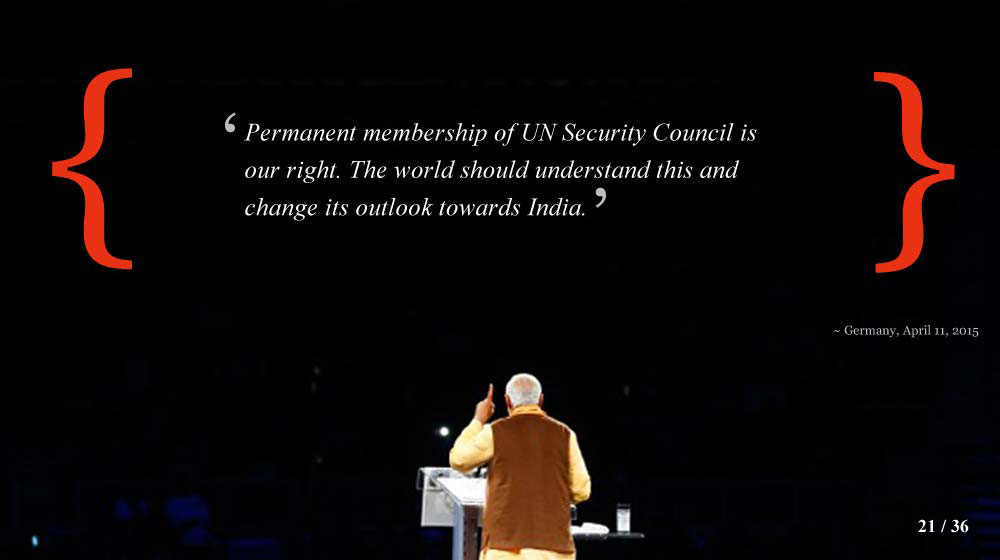 ‘ Permanent membership of UN Security Council is
our right. The world should understand this and
change its outlook towards India. ’
~ Germany, April 11, 2015
21 / 36